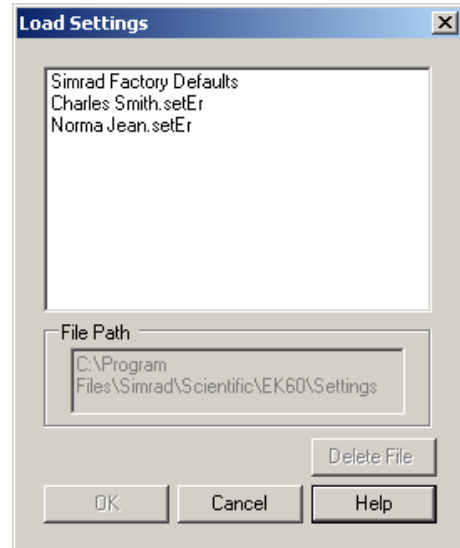 Load Settings
Simrad Factory Defaults
Charles Smith.setEr
Norma Jean.setEr
File Path
C:\Program
Files\Simrad\Scientific\EK60\Settings
Delete File
OK Cancel Help